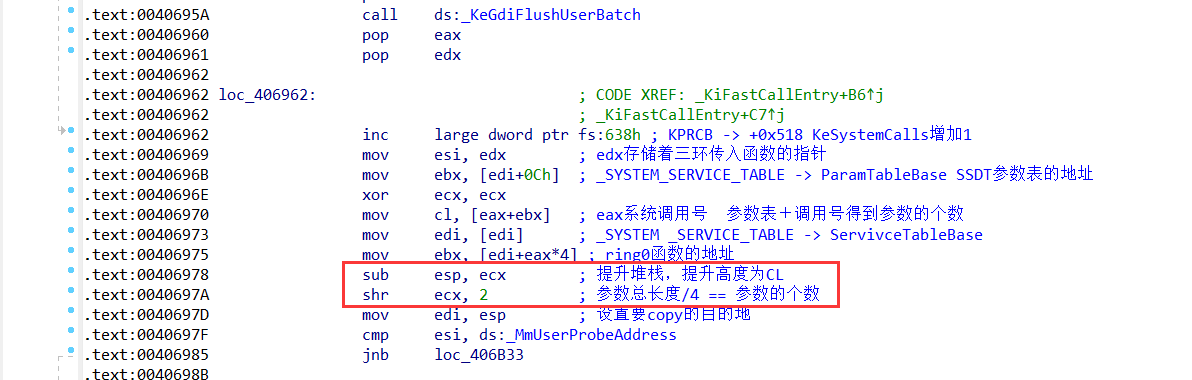 .text:0040695A call ds:_KeGdiFlushUserBatch
.text:00406960 pop eax
.text:00406961 pop edx
.text:00406962
.text:00406962 loc_406962: ; CODE XREF: _KiFastCallEntry+B6↑j
.text:00406962 ; _KiFastCallEntry+C7↑j
.text:00406962 inc large dword ptr fs:638h ; KPRCB -> +0x518 KeSystemCalls增加1
.text:00406969 mov esi, edx ; edx存储着三环传入函数的指针
.text:0040696B mov ebx, [edi+0Ch] ; _SYSTEM_SERVICE_TABLE -> ParamTableBase SSDT参数表的地址
.text:0040696E xor ecx, ecx
.text:00406970 mov cl, [eax+ebx] ; eax系统调用号 参数表＋调用号得到参数的个数
.text:00406973 mov edi, [edi] ; _SYSTEM _SERVICE_TABLE -> ServivceTableBase
.text:00406975 mov ebx, [edi+eax*4] ; ring0函数的地址
.text:00406978 sub esp, ecx ; 提升堆栈，提升高度为CL
.text:0040697A shr ecx, 2 ; 参数总长度/4 == 参数的个数
.text:0040697D mov edi, esp ; 设置要copy的目的地
.text:0040697F cmp esi, ds:_MmUserProbeAddress
.text:00406985 jnb loc_406B33
.text:0040698B